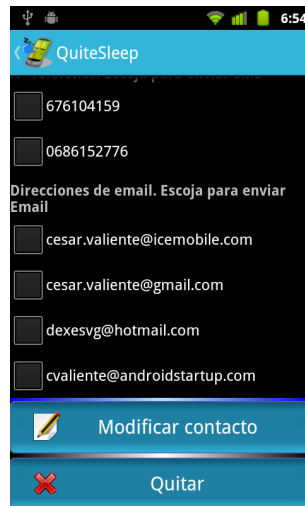 6:54
QuiteSleep
676104159
0686152776
Direcciones de email. Escoja para enviar
Email
cesar.valiente@icemobile.com
cesar.valiente@gmail.com
dexesvg@hotmail.com
cvaliente@androidstartup.com
Modificar contacto
Quitar